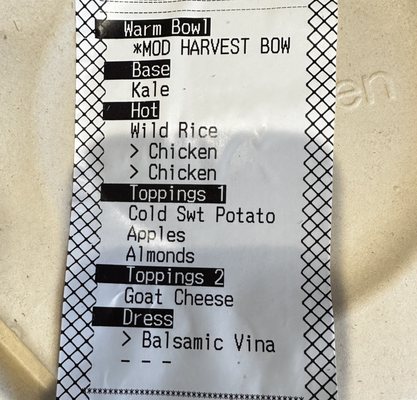 Warm Bowl
*MOD HARVEST BOW
Base
Kale
Hot
Wild Rice
> Chicken
> Chicken
Toppings 1
Cold Swt Potato
Apples
Almonds
Toppings 2
Goat Cheese
Dress
> Balsamic Vina
- - -